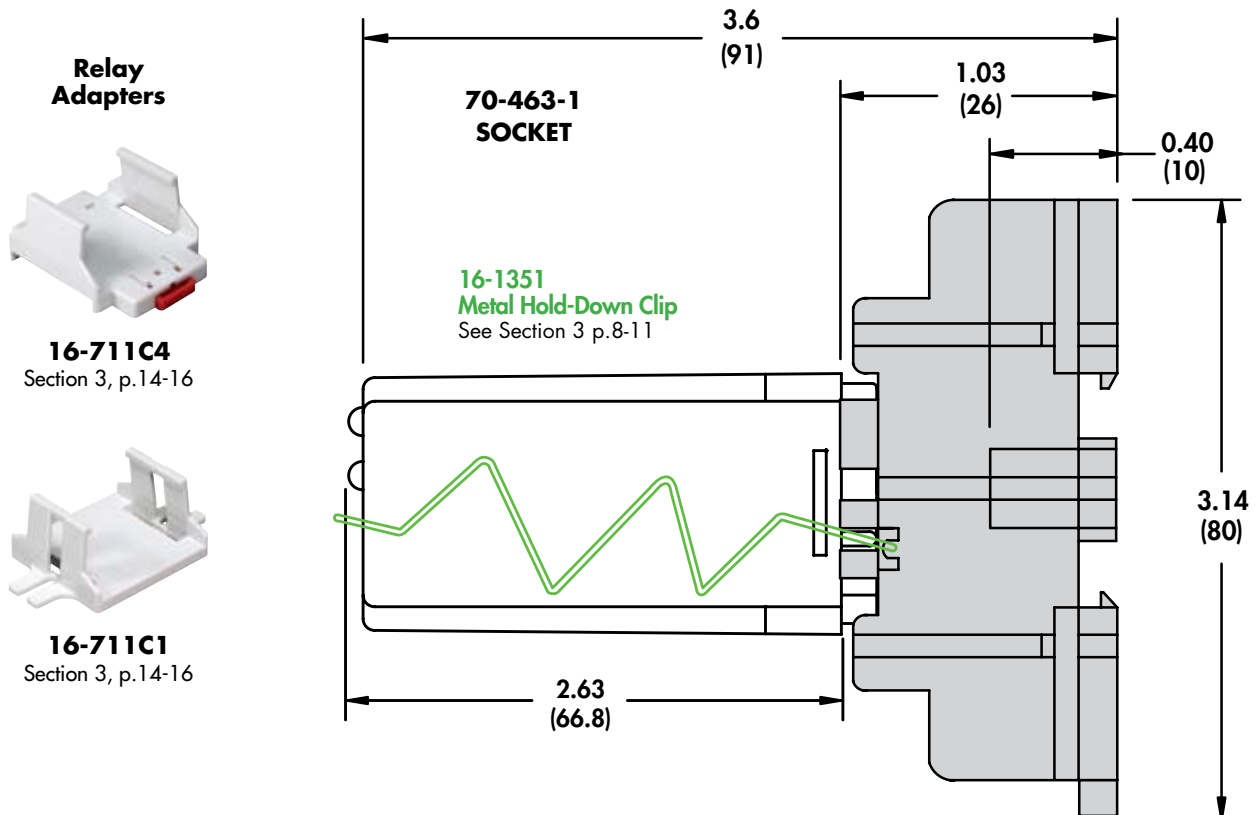 Relay
Adapters
16-711C4
Section 3, p.14-16
16-711C1
Section 3, p.14-16
70-463-1
SOCKET
16-1351
Metal Hold-Down Clip
See Section 3 p.8-11
3.6
(91)
1.03
(26)
0.40
(10)
3.14
(80)
2.63
(66.8)